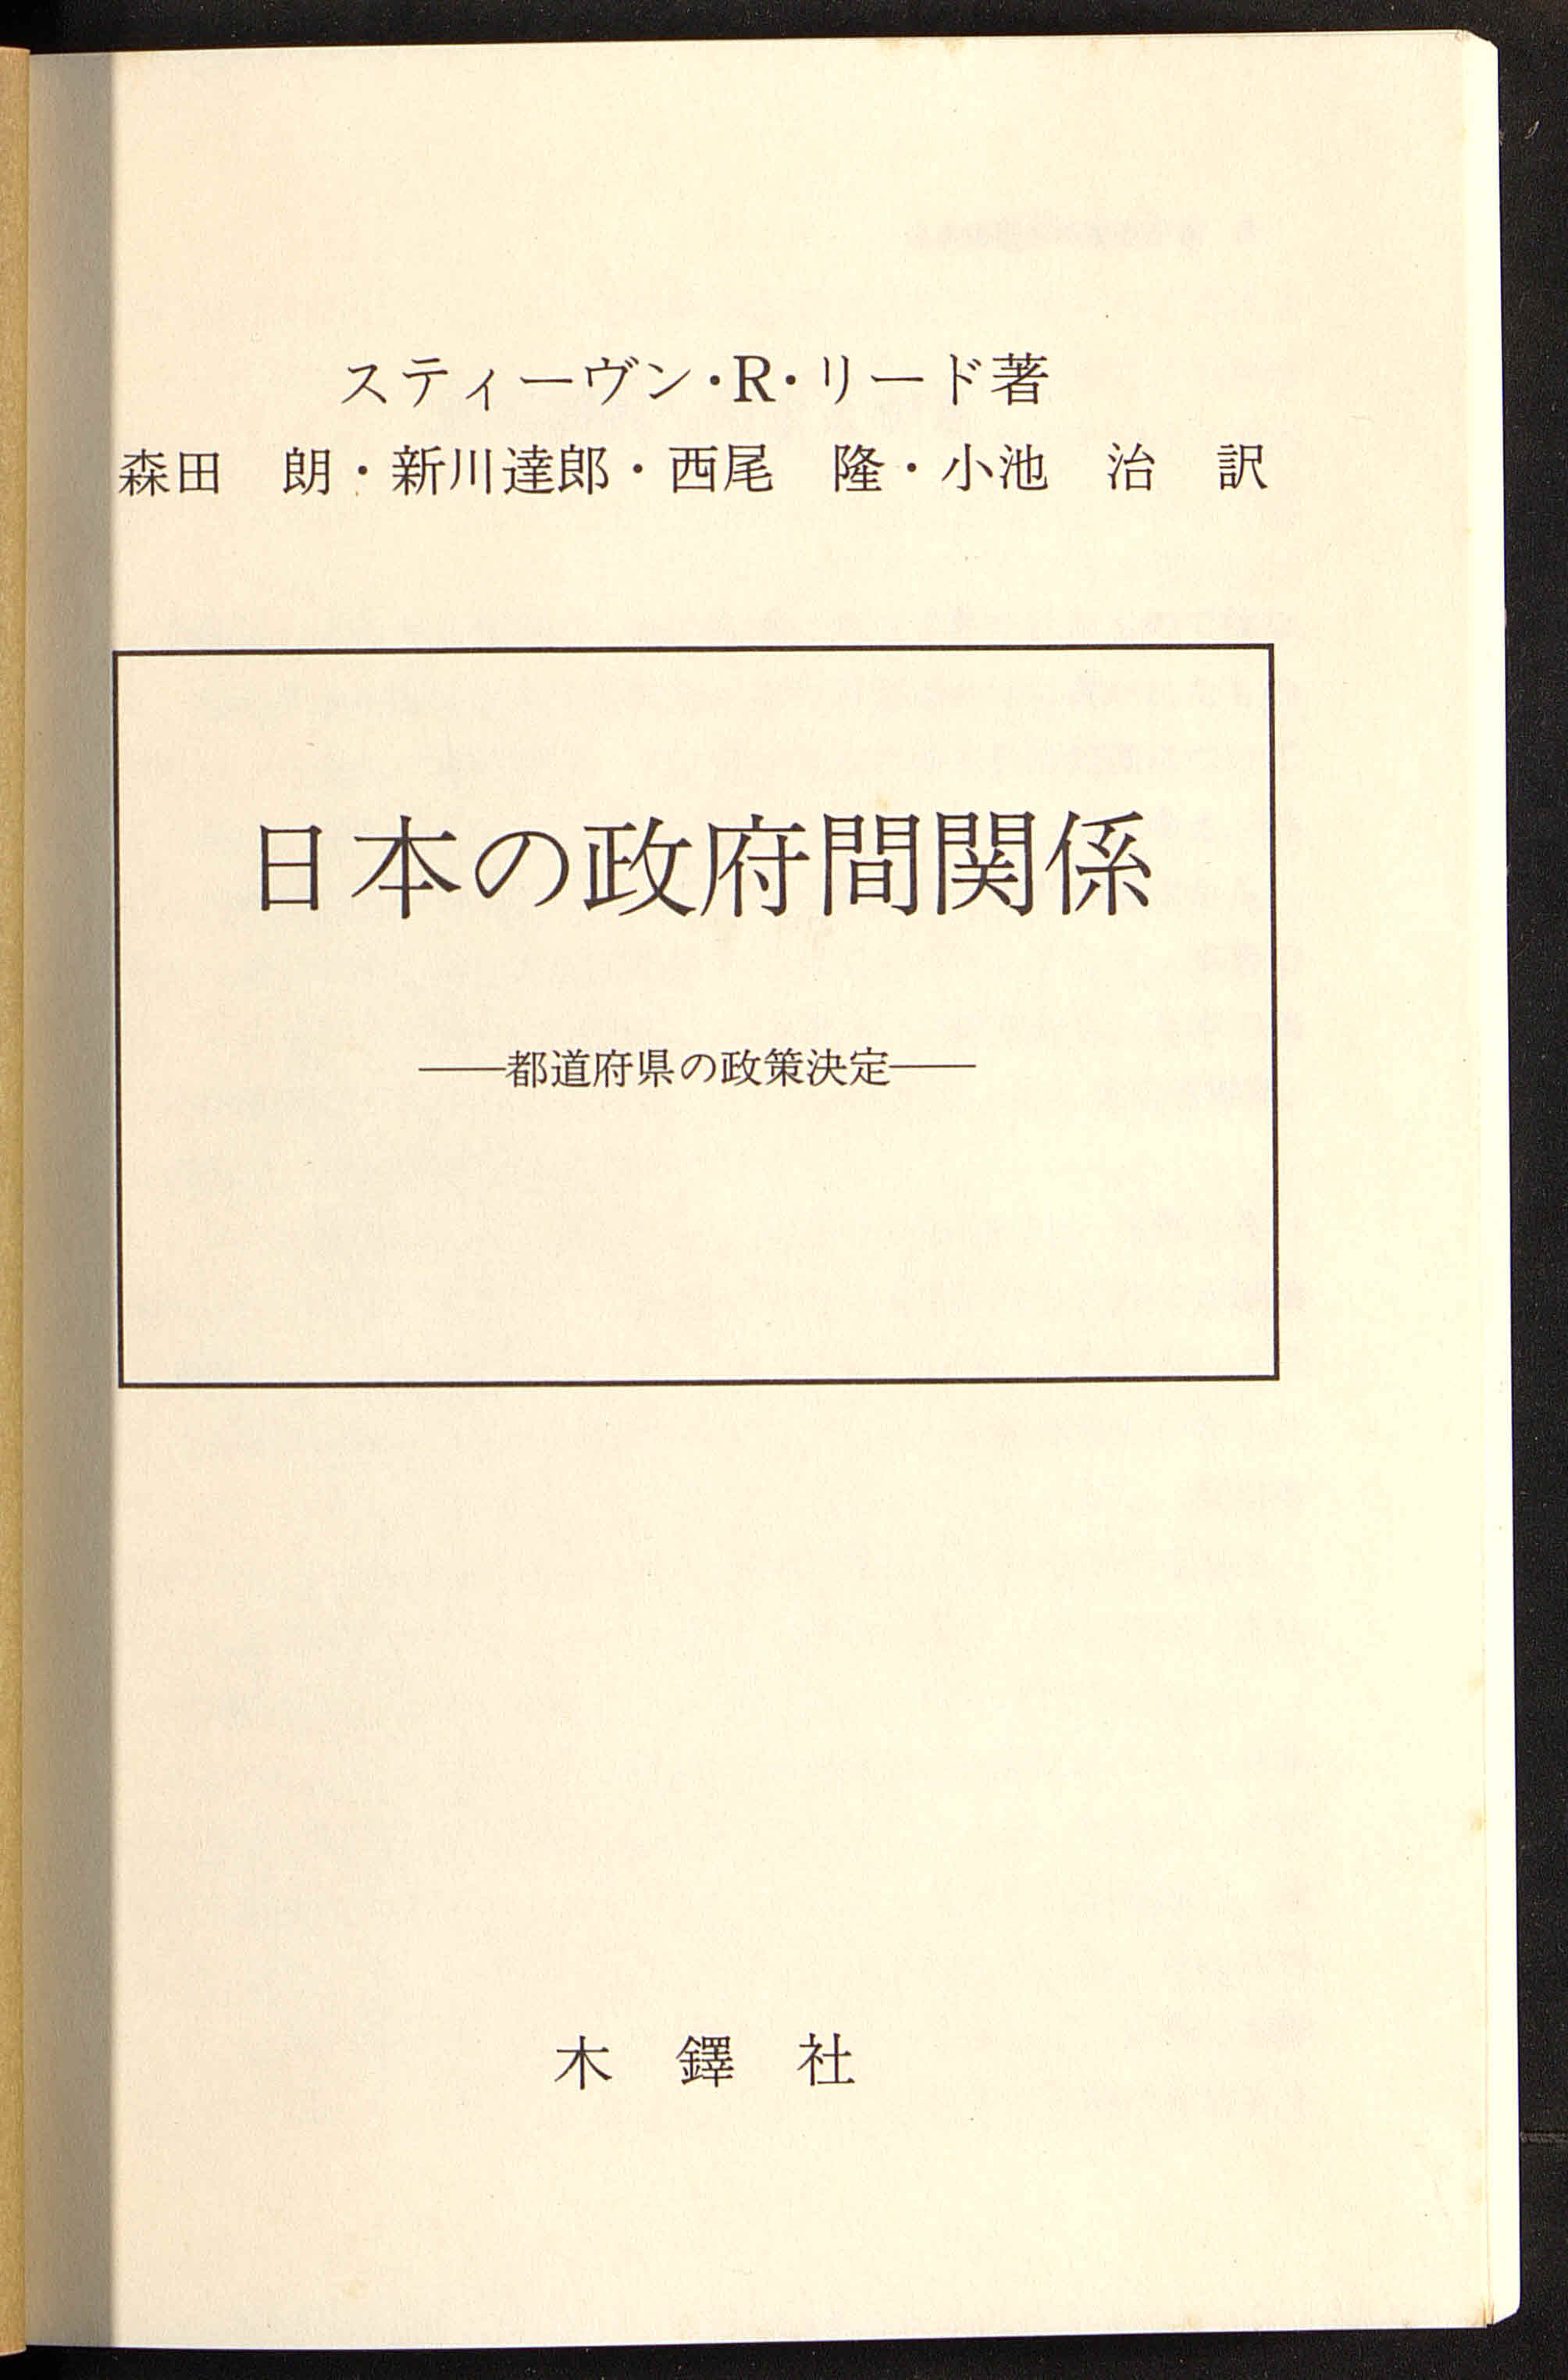 スティーヴン・R・リード著
森田　朗・新川達郎・西尾　隆・小池　治　訳
日本の政府間関係
——都道府県の政策決定——
木鐸社